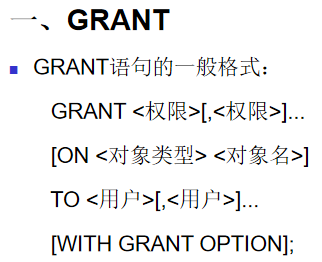 一、GRANT
■ GRANT语句的一般格式：
GRANT <权限>[,<权限>]...
[ON <对象类型> <对象名>]
TO <用户>[,<用户>]...
[WITH GRANT OPTION];